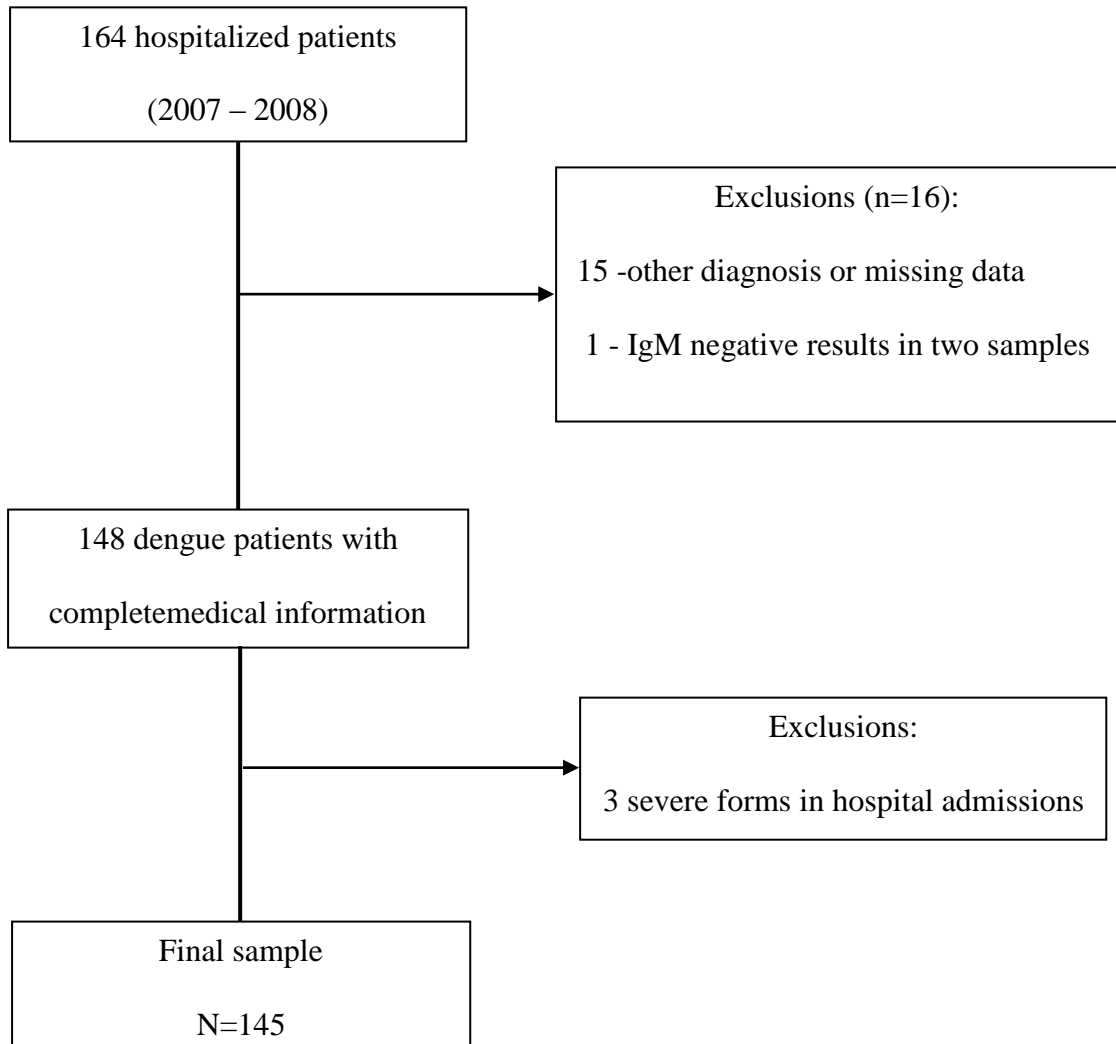 164 hospitalized patients
(2007 – 2008)
Exclusions (n=16):
15 -other diagnosis or missing data
1 - IgM negative results in two samples
148 dengue patients with
completemedical information
Exclusions:
3 severe forms in hospital admissions
Final sample
N=145